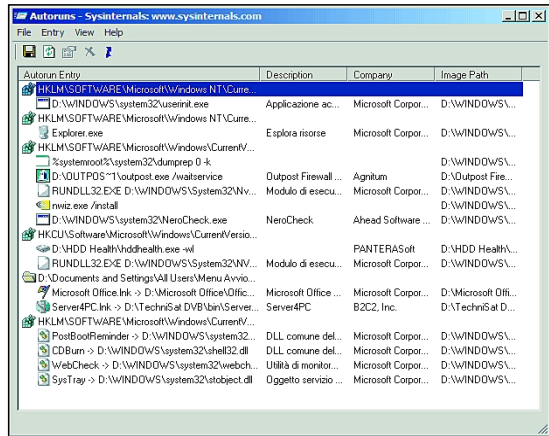 Autoruns - Sysinternals: www.sysinternals.com
File Entry View Help
Autorun Entry Description Company Image Path
HKLM\SOFTWARE\Microsoft\Windows NT\Curre...
D:\WINDOWS\system32\userinit.exe Applicazione ac... Microsoft Corpor... D:\WINDOWS\...
HKLM\SOFTWARE\Microsoft\Windows NT\Curre...
Explorer.exe Esplora risorse Microsoft Corpor... D:\WINDOWS\...
HKLM\SOFTWARE\Microsoft\Windows\CurrentV...
%systemroot%\system32\dumprep 0 -k D:\WINDOWS\...
D:\OUTPOS~1\outpost.exe /waitservice Outpost Firewall ... Agnitum D:\Outpost Fire...
RUNDLL32.EXE D:\WINDOWS\System32\Nv... Modulo di esecu... Microsoft Corpor... D:\WINDOWS\...
nwiz.exe /install D:\WINDOWS\...
D:\WINDOWS\system32\NeroCheck.exe NeroCheck Ahead Software ... D:\WINDOWS\...
HKCU\Software\Microsoft\Windows\CurrentVersio...
D:\HDD Health\hddhealth.exe -wl PANTERASoft D:\HDD Health\...
RUNDLL32.EXE D:\WINDOWS\System32\NV... Modulo di esecu... Microsoft Corpor... D:\WINDOWS\...
D:\Documents and Settings\All Users\Menu Avvio...
Microsoft Office.lnk -> D:\Microsoft Office\Offic... Microsoft Office ... Microsoft Corpor... D:\Microsoft Offi...
Server4PC.lnk -> D:\TechniSat DVB\bin\Server... Server4PC B2C2, Inc. D:\TechniSat D...
HKLM\SOFTWARE\Microsoft\Windows\CurrentV...
PostBootReminder -> D:\WINDOWS\system32... DLL comune del... Microsoft Corpor... D:\WINDOWS\...
CDBurn -> D:\WINDOWS\system32\shell32.dll DLL comune del... Microsoft Corpor... D:\WINDOWS\...
WebCheck -> D:\WINDOWS\system32\webch... Utilità di monitor... Microsoft Corpor... D:\WINDOWS\...
SysTray -> D:\WINDOWS\system32\stobject.dll Oggetto servizio ... Microsoft Corpor... D:\WINDOWS\...